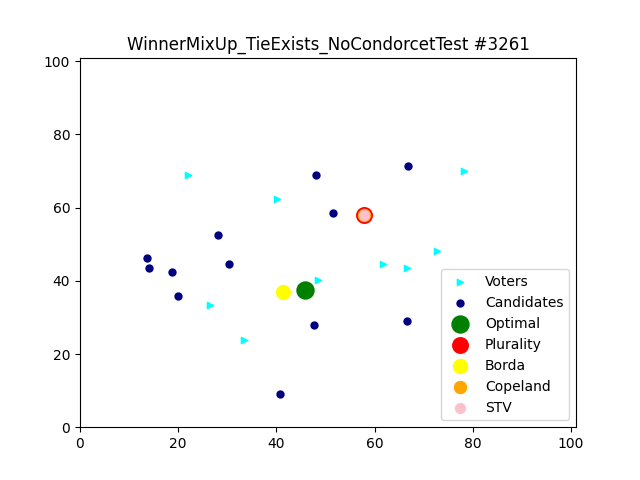 WinnerMixUp_TieExists_NoCondorcetTest #3261
100
80
60
40
20
0
Voters
Candidates
Optimal
Plurality
Borda
Copeland
STV
0 20 40 60 80 100